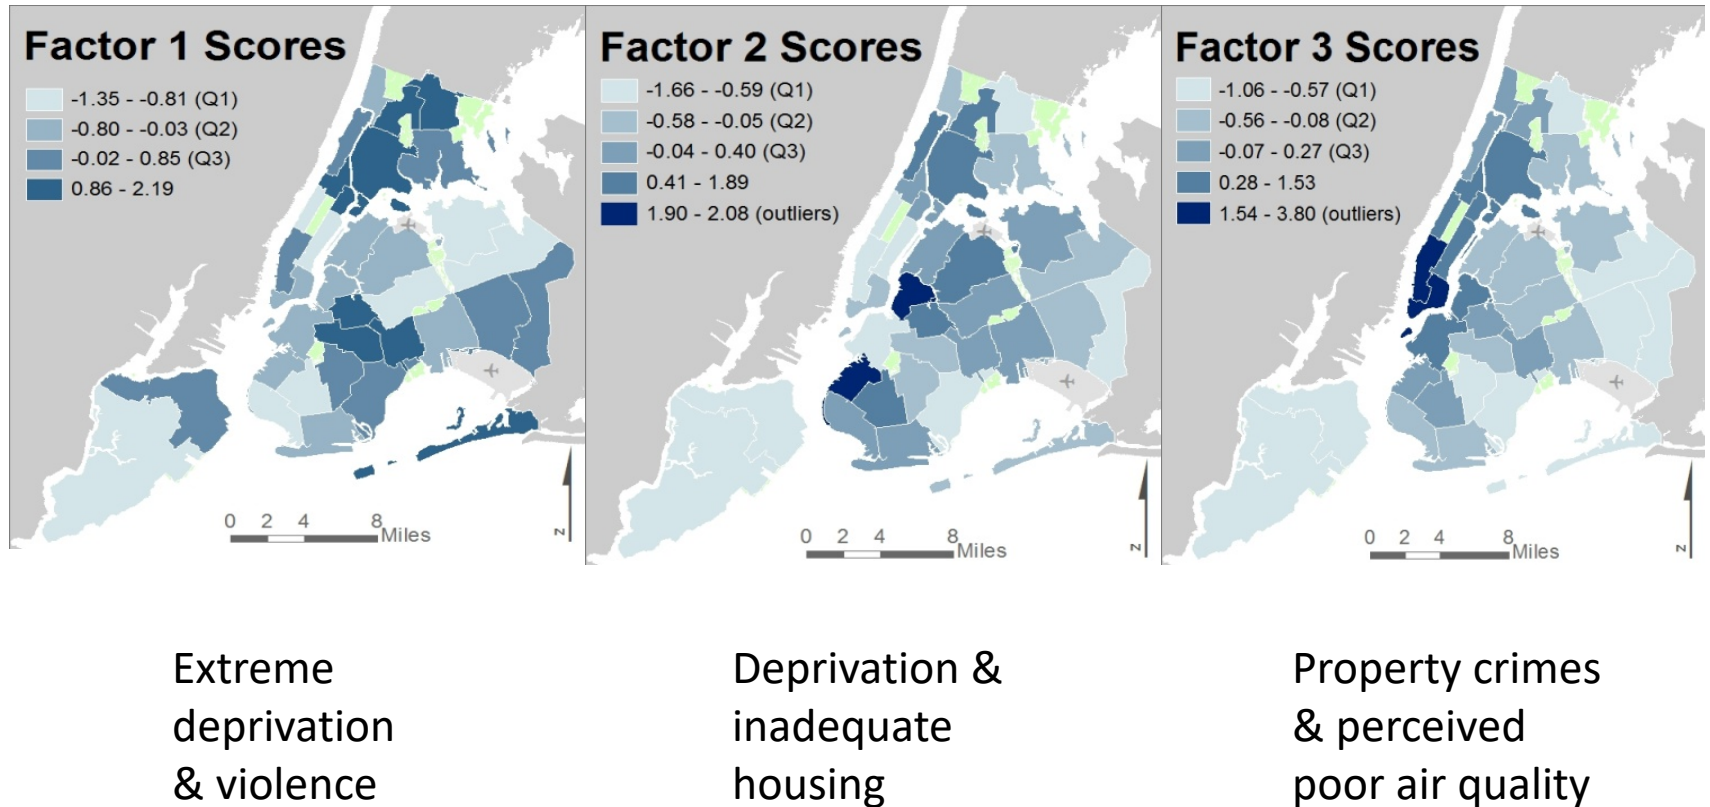 Factor 1 Scores
-1.35 - -0.81 (Q1)
-0.80 - -0.03 (Q2)
-0.02 - 0.85 (Q3)
0.86 - 2.19
0 2 4 8
Miles
z
Factor 2 Scores
-1.66 - -0.59 (Q1)
-0.58 - -0.05 (Q2)
-0.04 - 0.40 (Q3)
0.41 - 1.89
1.90 - 2.08 (outliers)
0 2 4 8
Miles
z
Factor 3 Scores
-1.06 - -0.57 (Q1)
-0.56 - -0.08 (Q2)
-0.07 - 0.27 (Q3)
0.28 - 1.53
1.54 - 3.80 (outliers)
0 2 4 8
Miles
z
Extreme
deprivation
& violence
Deprivation &
inadequate
housing
Property crimes
& perceived
poor air quality